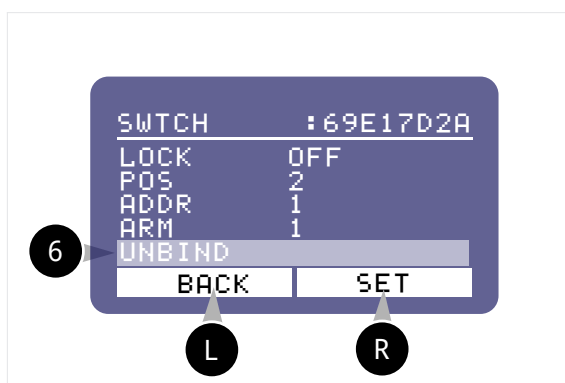 SWTCH :69E17D2A
LOCK OFF
POS 2
ADDR 1
ARM 1
6 UNBIND
BACK SET
L R